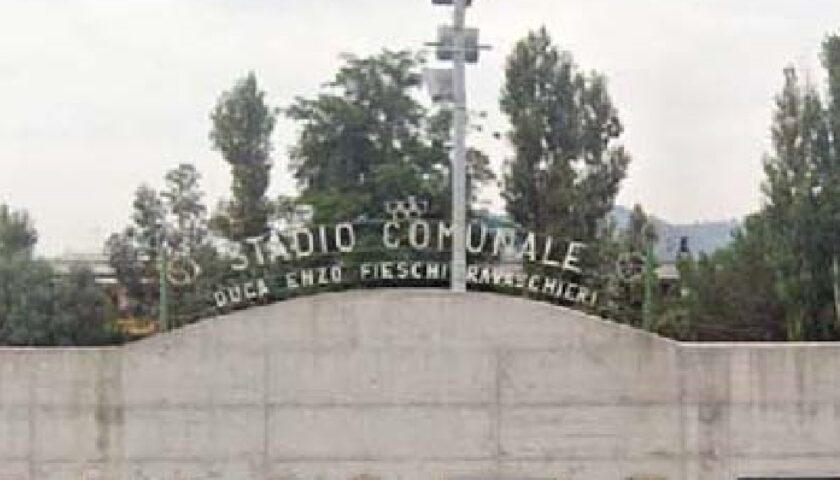 STADIO COMUNALE
DUCA ENZO FIESCHI RAVASCHIERI